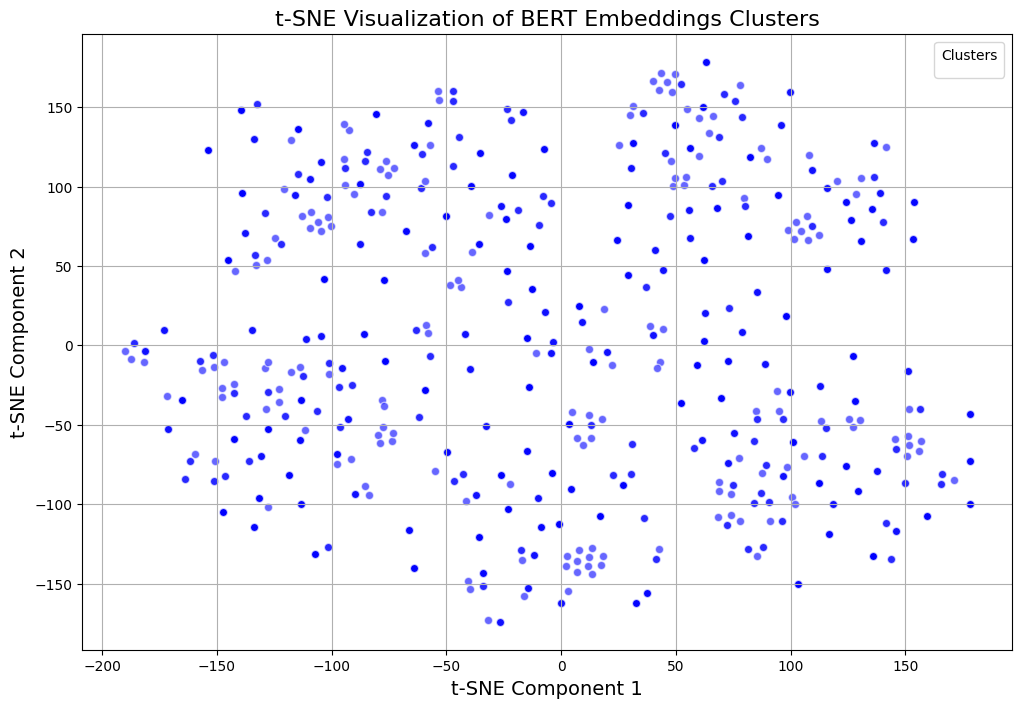 t-SNE Visualization of BERT Embeddings Clusters
Clusters
150
100
50
0
−50
−100
−150
t-SNE Component 2
−200 −150 −100 −50 0 50 100 150
t-SNE Component 1